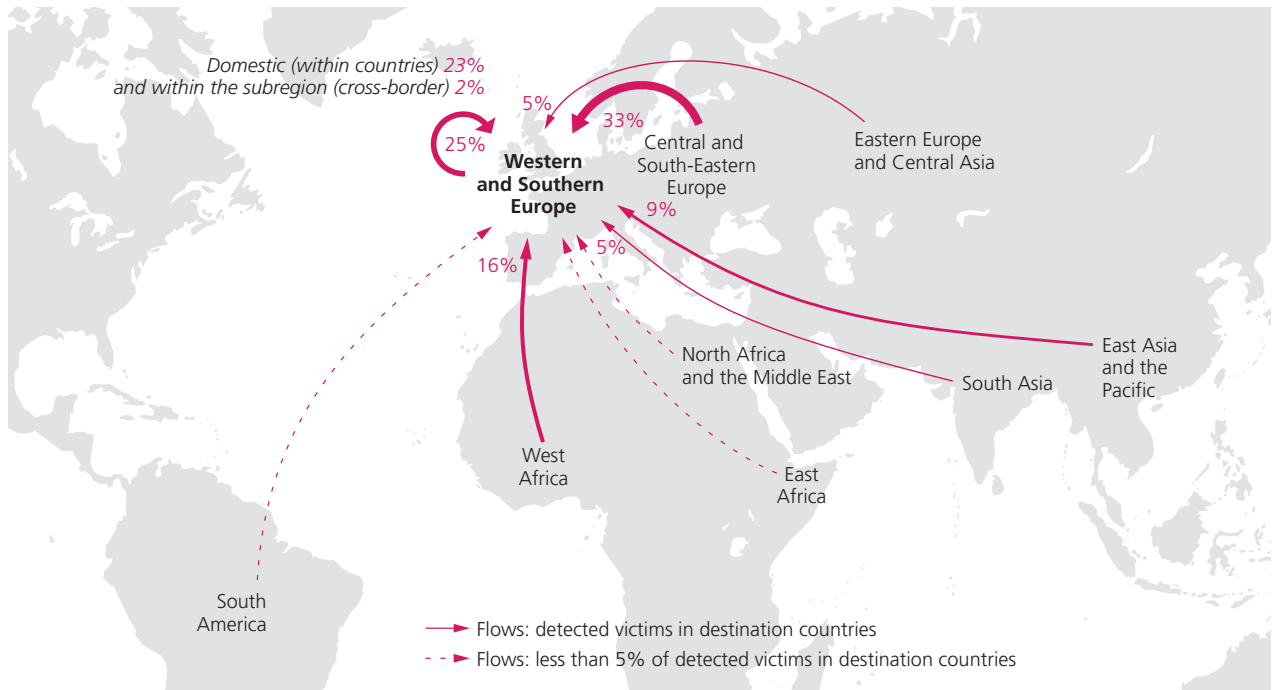 Domestic (within countries) 23%
and within the subregion (cross-border) 2%
5%
33%
25%
Western
and Southern
Europe
Central and
South-Eastern
Europe
Eastern Europe
and Central Asia
9%
5%
16%
North Africa
and the Middle East
South Asia
East Asia
and the
Pacific
West
Africa
East
Africa
South
America
Flows: detected victims in destination countries
Flows: less than 5% of detected victims in destination countries